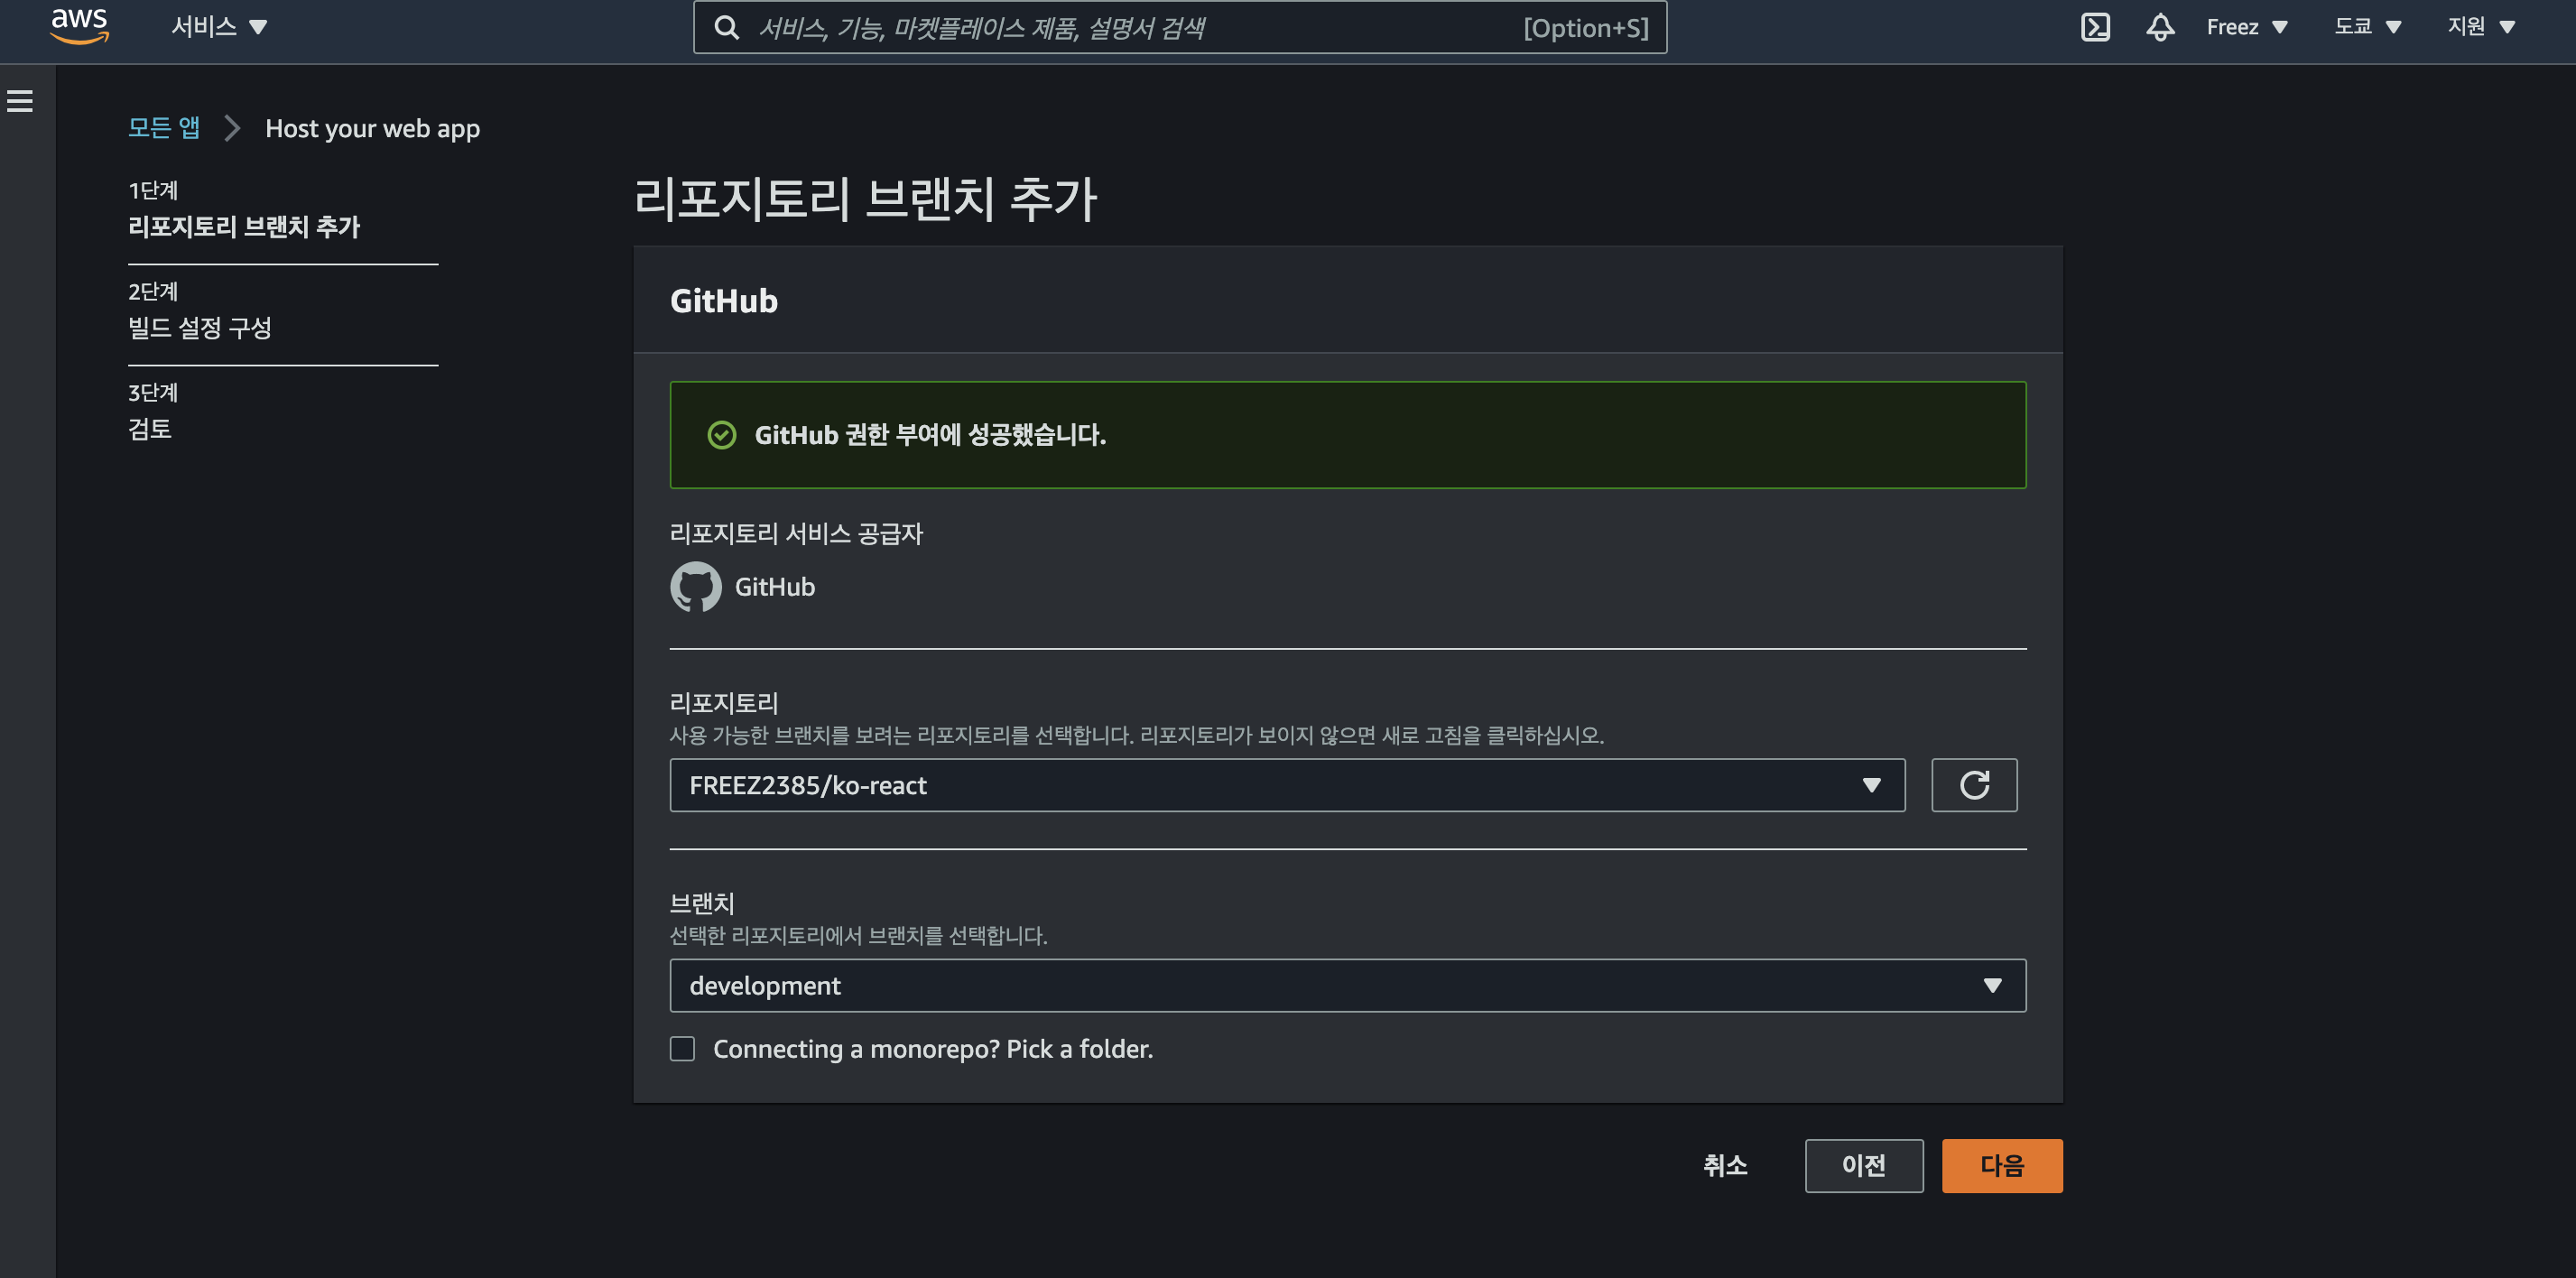 aws
서비스
서비스, 기능, 마켓플레이스 제품, 설명서 검색
[Option+S]
Freez
도쿄
지원
모든 앱
Host your web app
1단계
리포지토리 브랜치 추가
2단계
빌드 설정 구성
3단계
검토
리포지토리 브랜치 추가
GitHub
GitHub 권한 부여에 성공했습니다.
리포지토리 서비스 공급자
GitHub
리포지토리
사용 가능한 브랜치를 보려는 리포지토리를 선택합니다. 리포지토리가 보이지 않으면 새로 고침을 클릭하십시오.
FREEZ2385/ko-react
브랜치
선택한 리포지토리에서 브랜치를 선택합니다.
development
Connecting a monorepo? Pick a folder.
취소
이전
다음